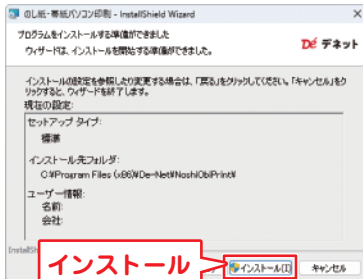 のし紙・帯紙パソコン印刷 - InstallShield Wizard
プログラムをインストールする準備ができました
ウィザードは、インストールを開始する準備ができました。
De デネット
インストールの設定を参照したり変更する場合は、「戻る」をクリックしてください。「キャンセル」をク
リックすると、ウィザードを終了します。
現在の設定:
セットアップ タイプ:
標準
インストール先フォルダ:
C:¥Program Files (x86)¥De-Net¥NoshiObiPrint¥
ユーザー情報:
名前:
会社:
InstallSh
インストール
インストール(I)
キャンセル